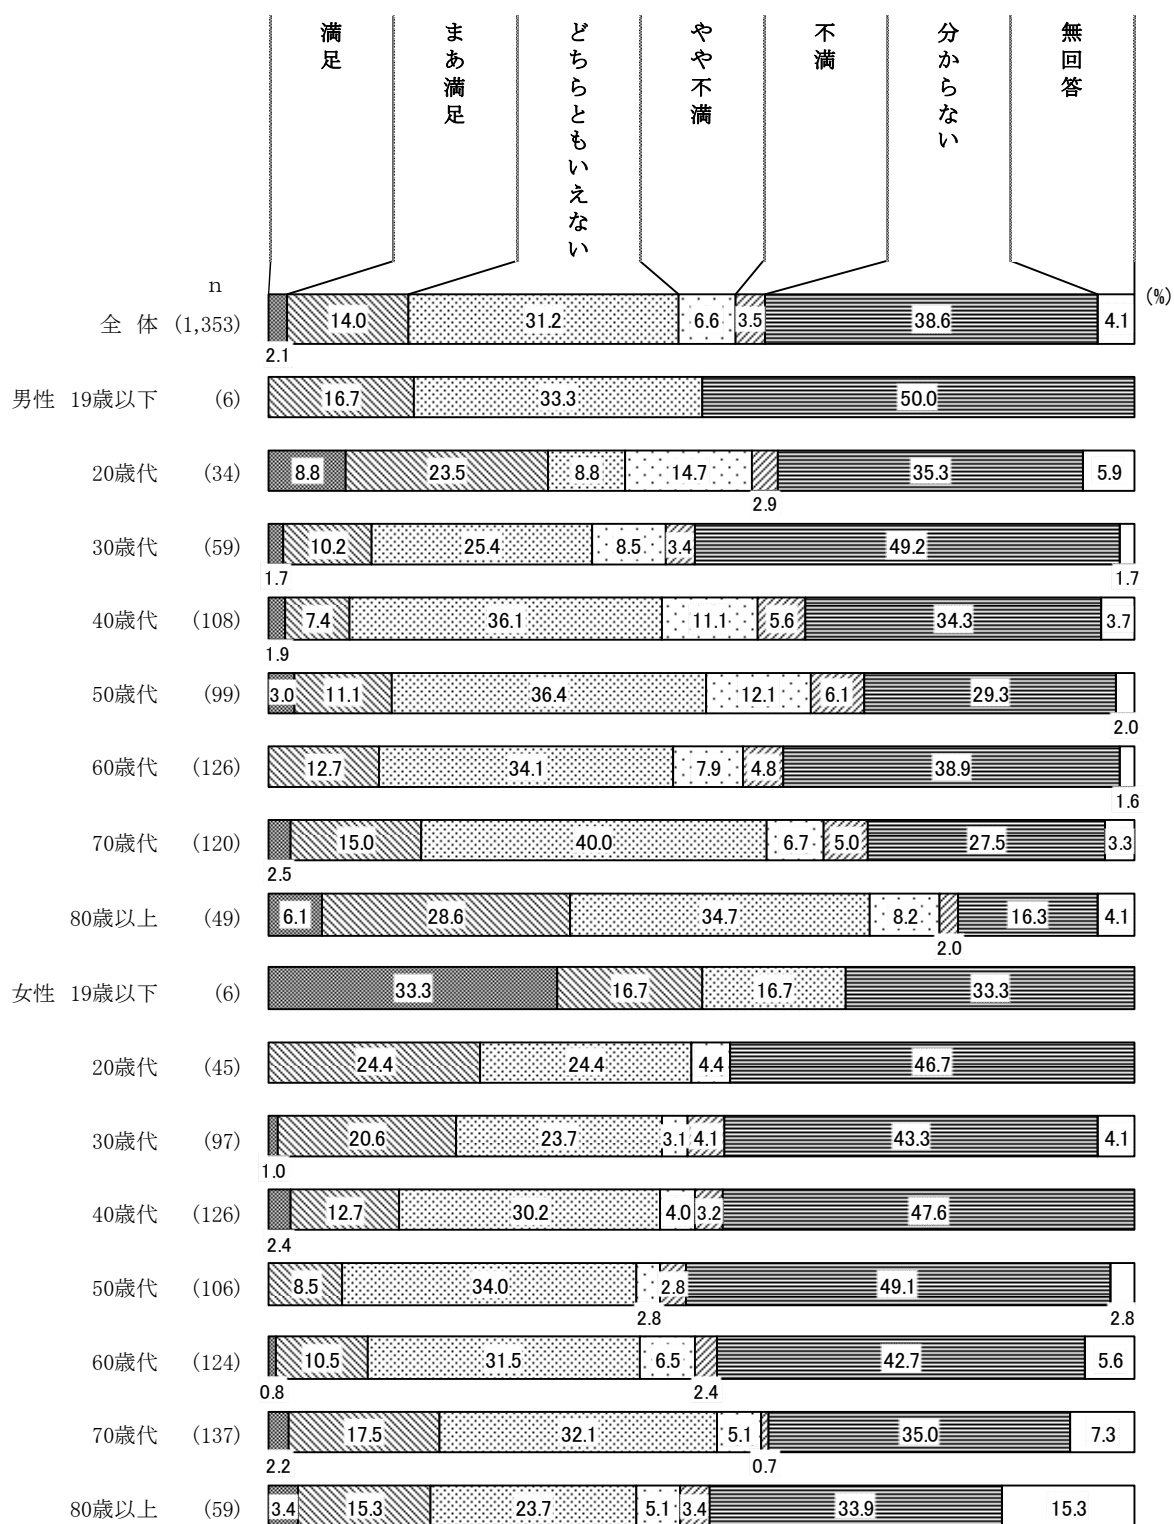 満足
まあ満足
どちらともいえない
やや不満
不満
分からない
無回答
n
(%)
全 体 (1,353) 14.0 31.2 6.6 3.5 38.6 4.1
2.1
男性 19歳以下 (6) 16.7 33.3 50.0
20歳代 (34) 8.8 23.5 8.8 14.7 35.3 5.9
2.9
30歳代 (59) 10.2 25.4 8.5 3.4 49.2
1.7 1.7
40歳代 (108) 7.4 36.1 11.1 5.6 34.3 3.7
1.9
50歳代 (99) 3.0 11.1 36.4 12.1 6.1 29.3
2.0
60歳代 (126) 12.7 34.1 7.9 4.8 38.9
1.6
70歳代 (120) 15.0 40.0 6.7 5.0 27.5 3.3
2.5
80歳以上 (49) 6.1 28.6 34.7 8.2 16.3 4.1
2.0
女性 19歳以下 (6) 33.3 16.7 16.7 33.3
20歳代 (45) 24.4 24.4 4.4 46.7
30歳代 (97) 20.6 23.7 3.1 4.1 43.3 4.1
1.0
40歳代 (126) 12.7 30.2 4.0 3.2 47.6
2.4
50歳代 (106) 8.5 34.0 2.8 49.1
2.8 2.8
60歳代 (124) 10.5 31.5 6.5 42.7 5.6
0.8 2.4
70歳代 (137) 17.5 32.1 5.1 35.0 7.3
2.2 0.7
80歳以上 (59) 3.4 15.3 23.7 5.1 3.4 33.9 15.3